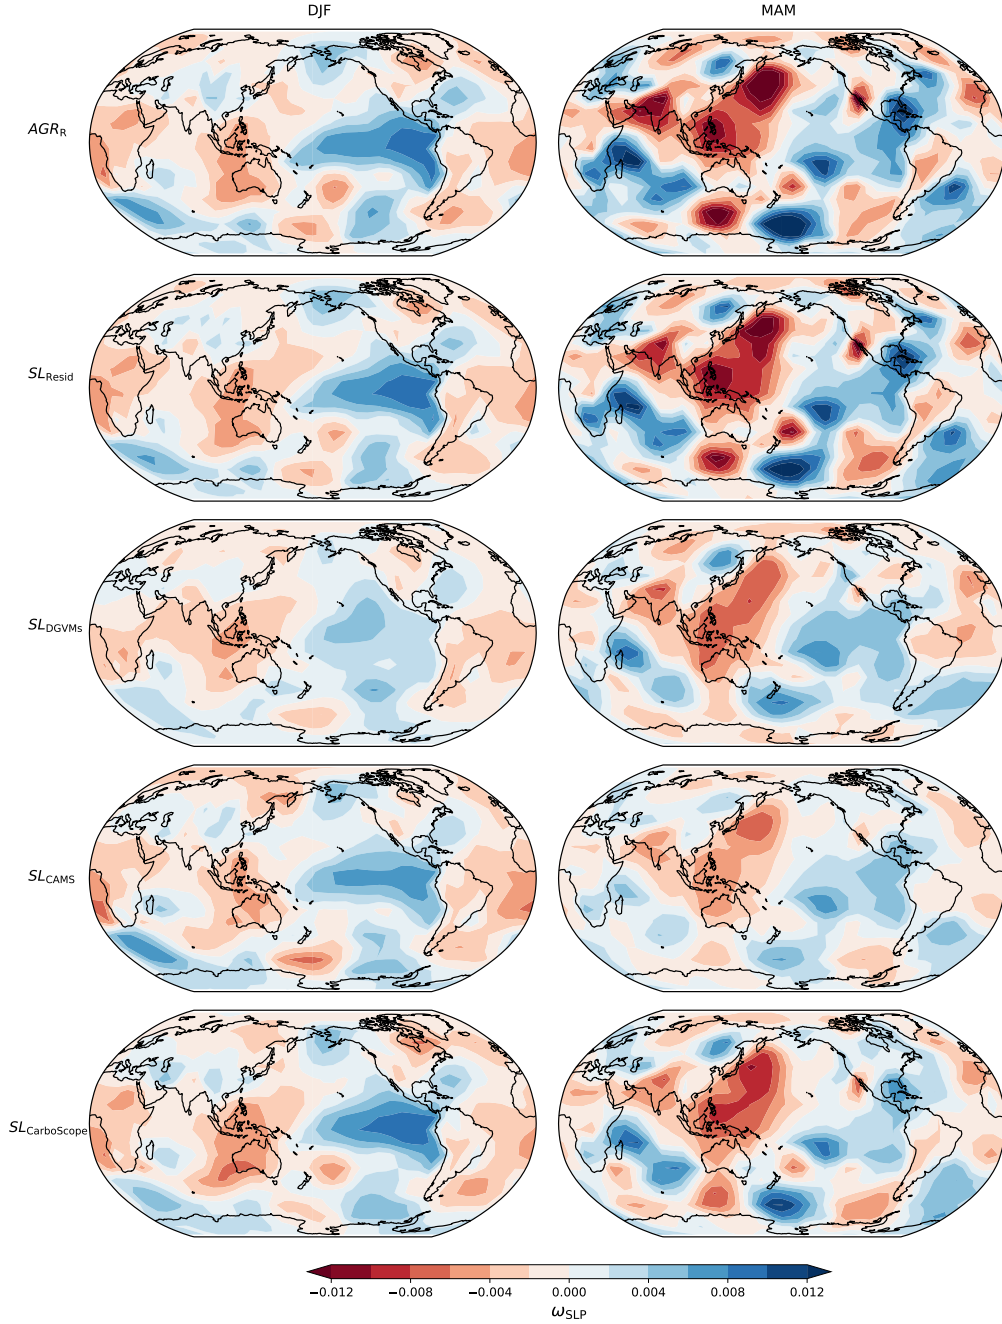 DJF MAM
AGR_R
SL_Resid
SL_DGVMs
SL_CAMS
SL_CarboScope
−0.012 −0.008 −0.004 0.000 0.004 0.008 0.012
ω_SLP